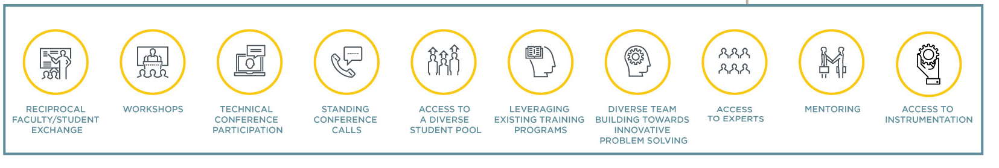 RECIPROCAL
FACULTY/STUDENT
EXCHANGE
WORKSHOPS
TECHNICAL
CONFERENCE
PARTICIPATION
STANDING
CONFERENCE
CALLS
ACCESS TO
A DIVERSE
STUDENT POOL
LEVERAGING
EXISTING TRAINING
PROGRAMS
DIVERSE TEAM
BUILDING TOWARDS
INNOVATIVE
PROBLEM SOLVING
ACCESS
TO EXPERTS
MENTORING
ACCESS TO
INSTRUMENTATION